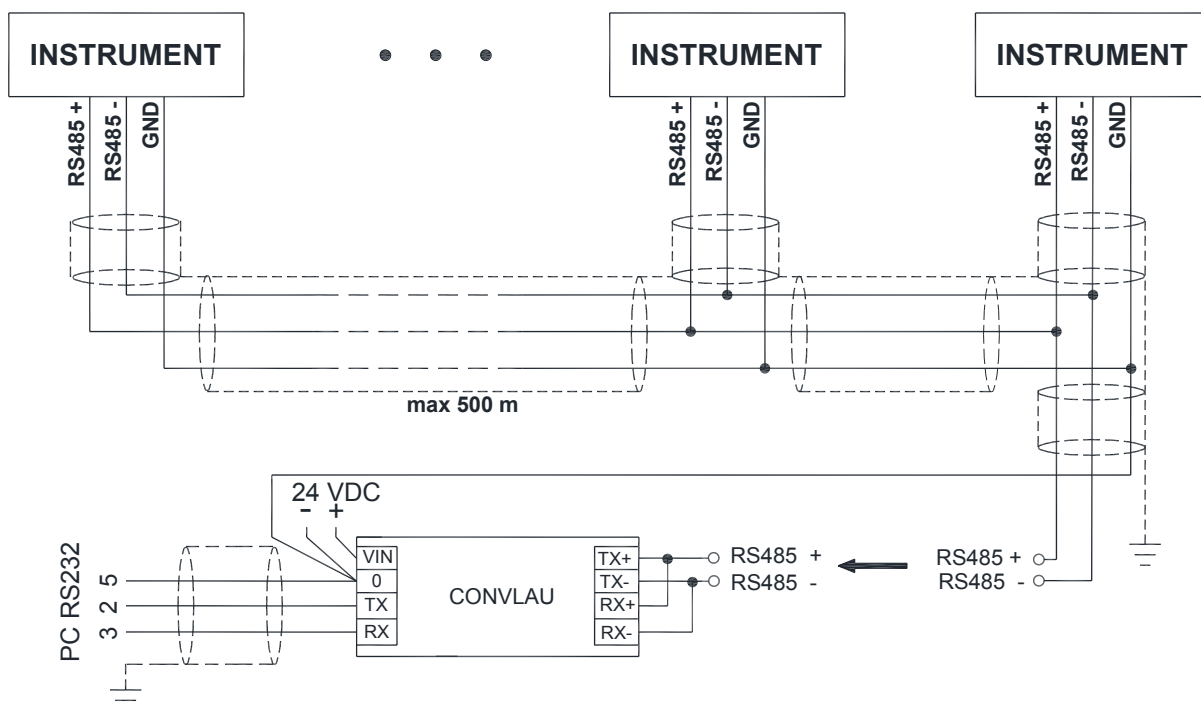 INSTRUMENT
INSTRUMENT
INSTRUMENT
RS485 +
RS485 -
GND
RS485 +
RS485 -
GND
RS485 +
RS485 -
GND
max 500 m
24 VDC
- +
PC RS232
5
2
3
VIN
0
TX
RX
CONVLAU
TX+
TX-
RX+
RX-
RS485 +
RS485 -
RS485 +
RS485 -